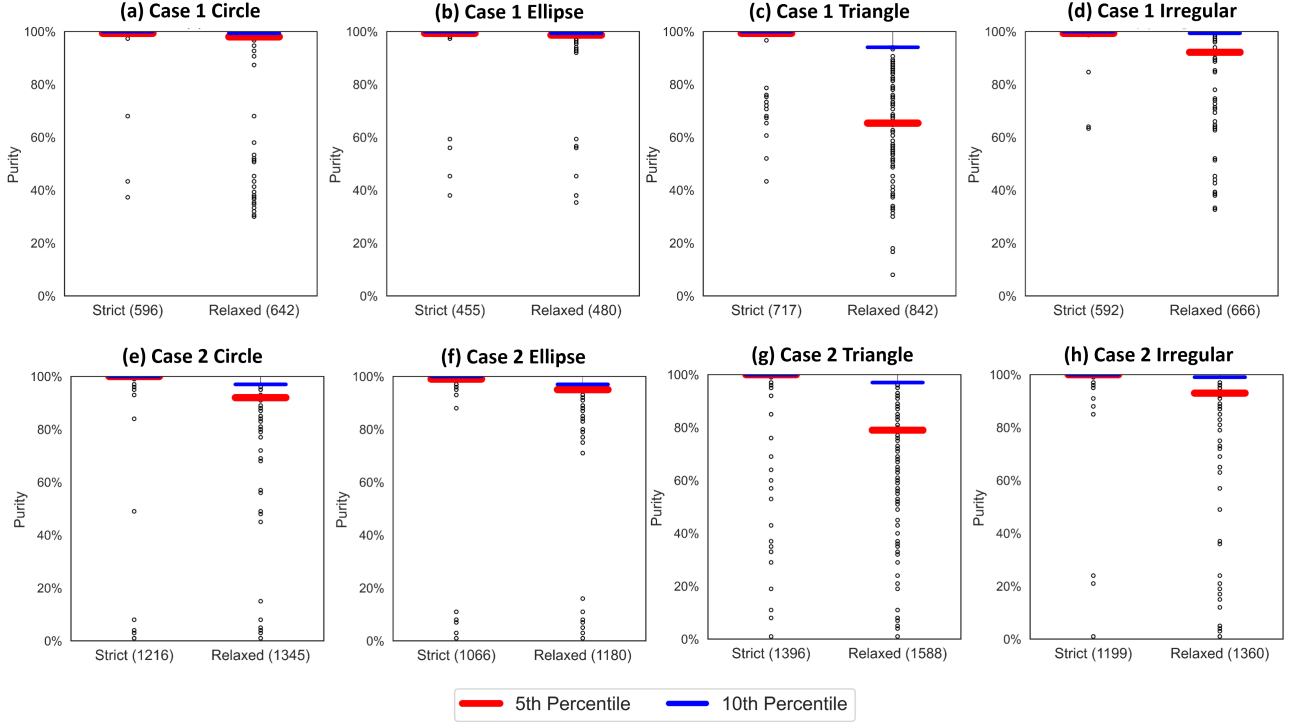 (a) Case 1 Circle
(b) Case 1 Ellipse
(c) Case 1 Triangle
(d) Case 1 Irregular
100%
80%
60%
40%
20%
0%
Purity
Strict (596)
Relaxed (642)
100%
80%
60%
40%
20%
0%
Purity
Strict (455)
Relaxed (480)
100%
80%
60%
40%
20%
0%
Purity
Strict (717)
Relaxed (842)
100%
80%
60%
40%
20%
0%
Purity
Strict (592)
Relaxed (666)
(e) Case 2 Circle
(f) Case 2 Ellipse
(g) Case 2 Triangle
(h) Case 2 Irregular
100%
80%
60%
40%
20%
0%
Purity
Strict (1216)
Relaxed (1345)
100%
80%
60%
40%
20%
0%
Purity
Strict (1066)
Relaxed (1180)
100%
80%
60%
40%
20%
0%
Purity
Strict (1396)
Relaxed (1588)
100%
80%
60%
40%
20%
0%
Purity
Strict (1199)
Relaxed (1360)
5th Percentile
10th Percentile